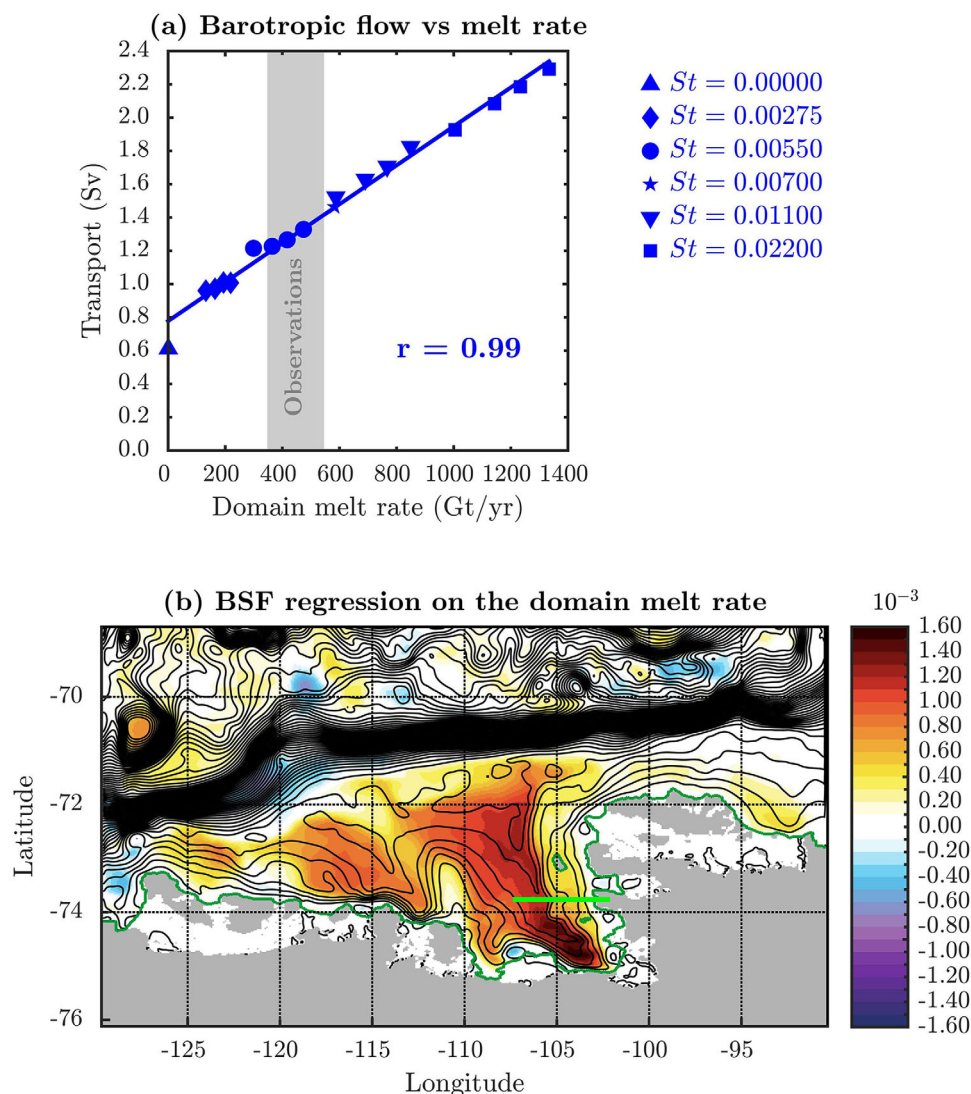 (a) Barotropic flow vs melt rate
2.4
2.2
2.0
1.8
1.6
1.4
1.2
1.0
0.8
0.6
0.4
0.2
0.0
Transport (Sv)
Observations
r = 0.99
0 200 400 600 800 1000 1200 1400
Domain melt rate (Gt/yr)
St = 0.00000
St = 0.00275
St = 0.00550
St = 0.00700
St = 0.01100
St = 0.02200
(b) BSF regression on the domain melt rate
-70
-72
-74
-76
Latitude
-125 -120 -115 -110 -105 -100 -95
Longitude
10⁻³
1.60
1.40
1.20
1.00
0.80
0.60
0.40
0.20
0.00
-0.20
-0.40
-0.60
-0.80
-1.00
-1.20
-1.40
-1.60